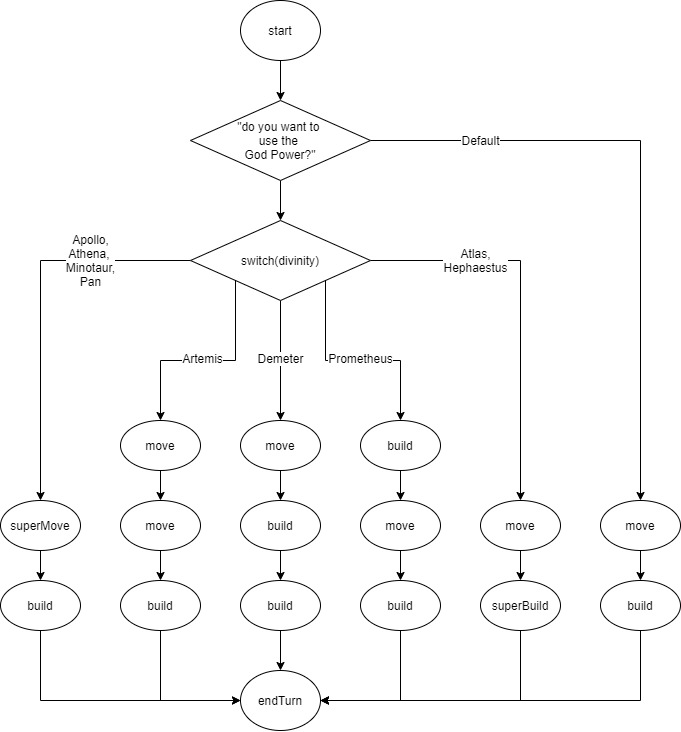 start
"do you want to
use the
God Power?"
Default
Apollo,
Athena,
Minotaur,
Pan
switch(divinity)
Atlas,
Hephaestus
Artemis
Demeter
Prometheus
move
move
build
superMove
move
build
move
move
move
build
build
build
build
superBuild
build
endTurn